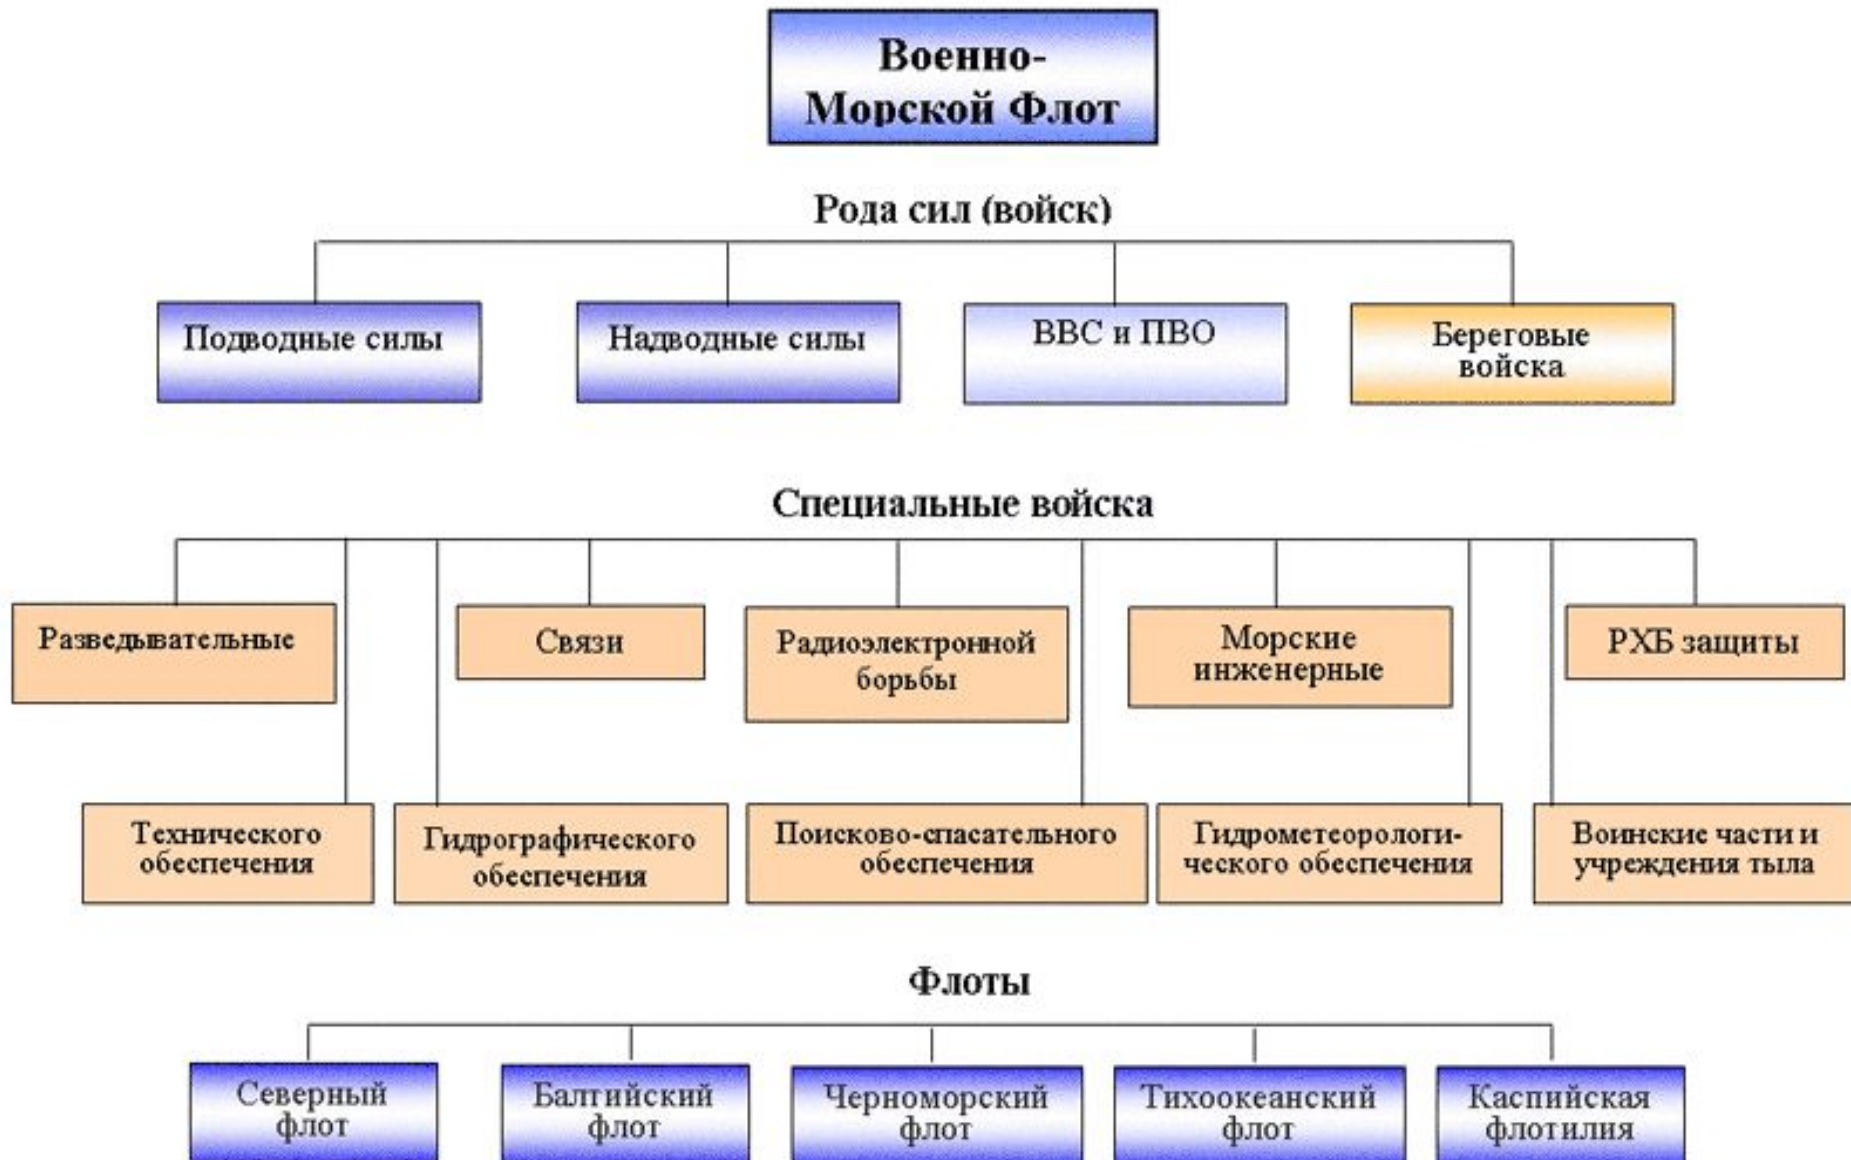 Военно-
Морской Флот
Рода сил (войск)
Подводные силы
Надводные силы
ВВС и ПВО
Береговые
войска
Специальные войска
Разведывательные
Связи
Радиоэлектронной
борьбы
Морские
инженерные
РХБ защиты
Технического
обеспечения
Гидрографического
обеспечения
Поисково-спасательного
обеспечения
Гидрометеорологи-
ческого обеспечения
Воинские части и
учреждения тыла
Флоты
Северный
флот
Балтийский
флот
Черноморский
флот
Тихоокеанский
флот
Каспийская
флотилия